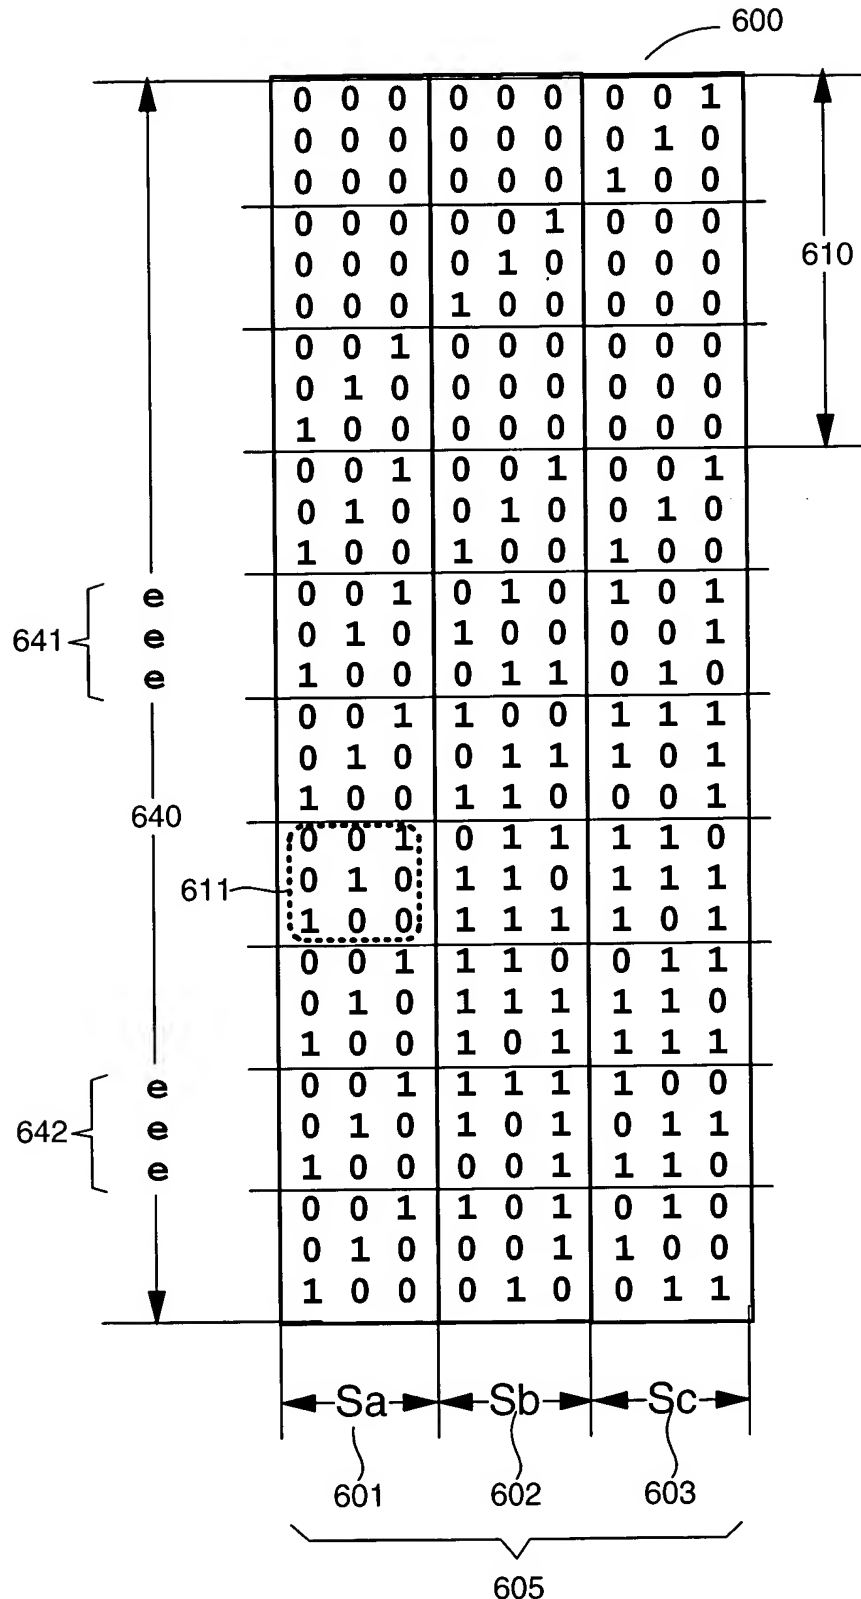 600
0 0 0 0 0 0 0 0 1
0 0 0 0 0 0 0 1 0
0 0 0 0 0 0 1 0 0
0 0 0 0 0 1 0 0 0
0 0 0 0 1 0 0 0 0
610
0 0 0 1 0 0 0 0 0
0 0 1 0 0 0 0 0 0
0 1 0 0 0 0 0 0 0
1 0 0 0 0 0 0 0 0
0 0 1 0 0 1 0 0 1
0 1 0 0 1 0 0 1 0
1 0 0 1 0 0 1 0 0
e 0 0 1 0 1 0 1 0 1
641 e 0 1 0 1 0 0 0 0 1
e 1 0 0 0 1 1 0 1 0
0 0 1 1 0 0 1 1 1
0 1 0 0 1 1 1 0 1
1 0 0 1 1 0 0 0 1
640
0 0 1 0 1 1 1 1 0
611 0 1 0 1 1 0 1 1 1
1 0 0 1 1 1 1 0 1
0 0 1 1 1 0 0 1 1
0 1 0 1 1 1 1 1 0
1 0 0 1 0 1 1 1 1
e 0 0 1 1 1 1 1 0 0
642 e 0 1 0 1 0 1 0 1 1
e 1 0 0 0 0 1 1 1 0
0 0 1 1 0 1 0 1 0
0 1 0 0 0 1 1 0 0
1 0 0 0 1 0 0 1 1
Sa Sb Sc
601 602 603
605